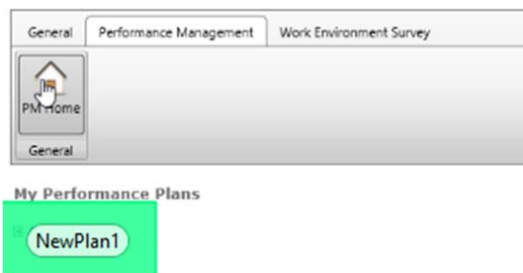 General Performance Management Work Environment Survey
PM Home
General
My Performance Plans
NewPlan1